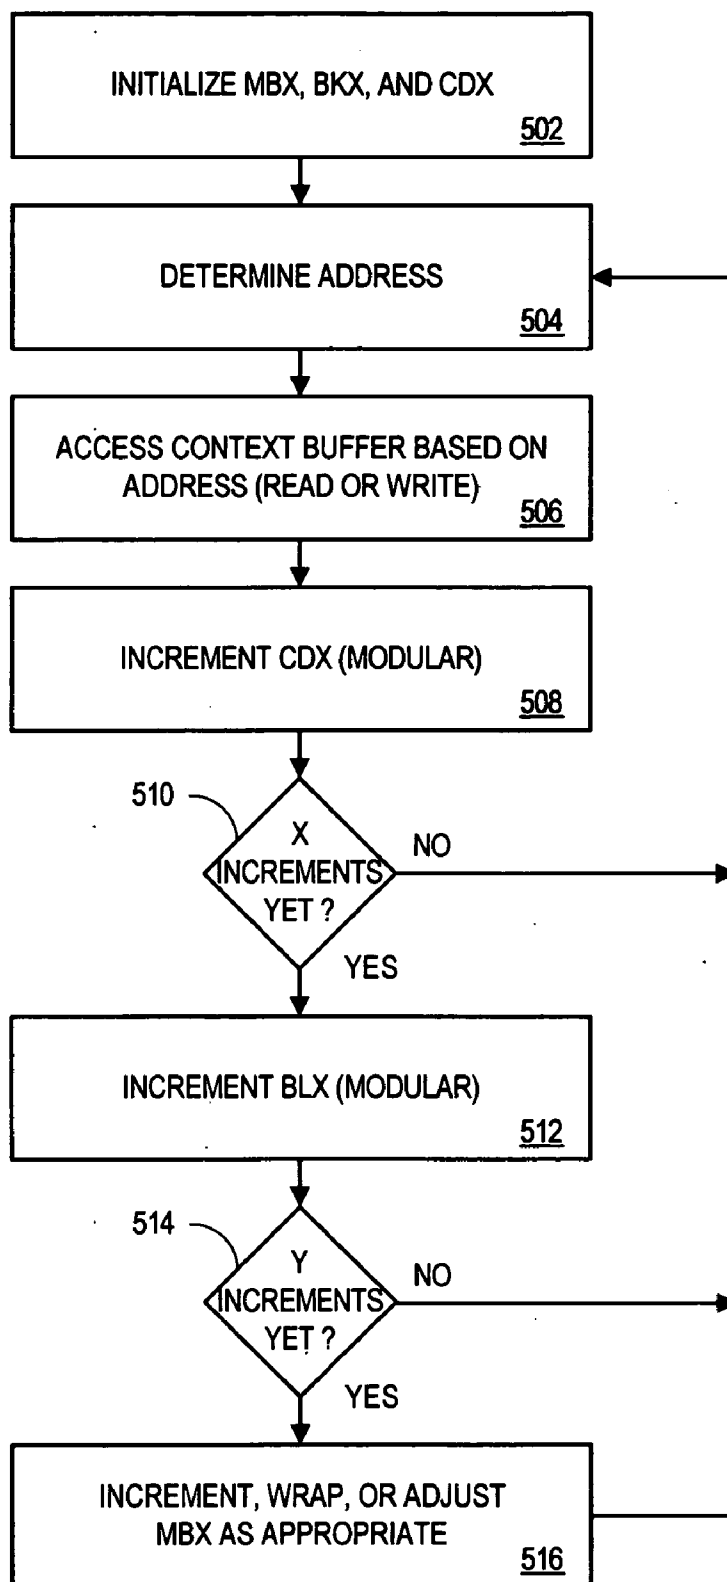 INITIALIZE MBX, BKX, AND CDX
502
DETERMINE ADDRESS
504
ACCESS CONTEXT BUFFER BASED ON
ADDRESS (READ OR WRITE)
506
INCREMENT CDX (MODULAR)
508
510
X
INCREMENTS
YET ?
NO
YES
INCREMENT BLX (MODULAR)
512
514
Y
INCREMENTS
YET ?
NO
YES
INCREMENT, WRAP, OR ADJUST
MBX AS APPROPRIATE
516